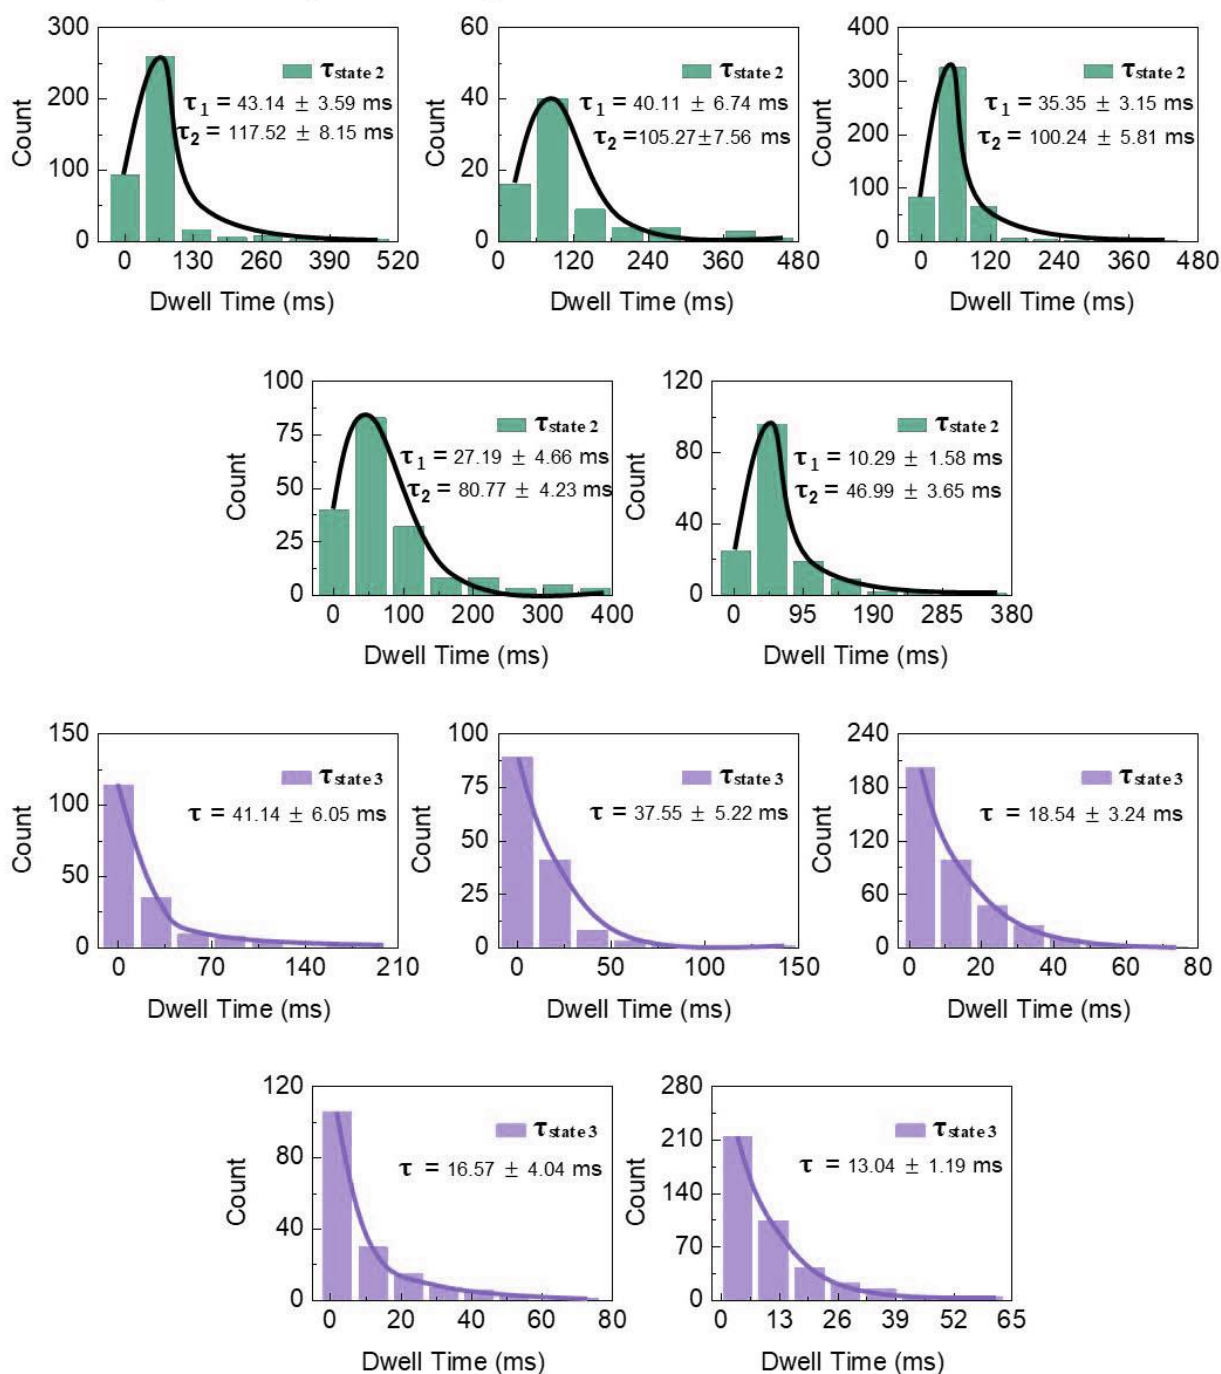 300
200
100
0
Count
τstate 2
τ1 = 43.14 ± 3.59 ms
τ2 = 117.52 ± 8.15 ms
0 130 260 390 520
Dwell Time (ms)
60
40
20
0
Count
τstate 2
τ1 = 40.11 ± 6.74 ms
τ2 =105.27±7.56 ms
0 120 240 360 480
Dwell Time (ms)
400
300
200
100
0
Count
τstate 2
τ1 = 35.35 ± 3.15 ms
τ2 = 100.24 ± 5.81 ms
0 120 240 360 480
Dwell Time (ms)
100
75
50
25
0
Count
τstate 2
τ1 = 27.19 ± 4.66 ms
τ2 = 80.77 ± 4.23 ms
0 100 200 300 400
Dwell Time (ms)
120
80
40
0
Count
τstate 2
τ1 = 10.29 ± 1.58 ms
τ2 = 46.99 ± 3.65 ms
0 95 190 285 380
Dwell Time (ms)
150
100
50
0
Count
τstate 3
τ = 41.14 ± 6.05 ms
0 70 140 210
Dwell Time (ms)
100
75
50
25
0
Count
τstate 3
τ = 37.55 ± 5.22 ms
0 50 100 150
Dwell Time (ms)
240
180
120
60
0
Count
τstate 3
τ = 18.54 ± 3.24 ms
0 20 40 60 80
Dwell Time (ms)
120
80
40
0
Count
τstate 3
τ = 16.57 ± 4.04 ms
0 20 40 60 80
Dwell Time (ms)
280
210
140
70
0
Count
τstate 3
τ = 13.04 ± 1.19 ms
0 13 26 39 52 65
Dwell Time (ms)